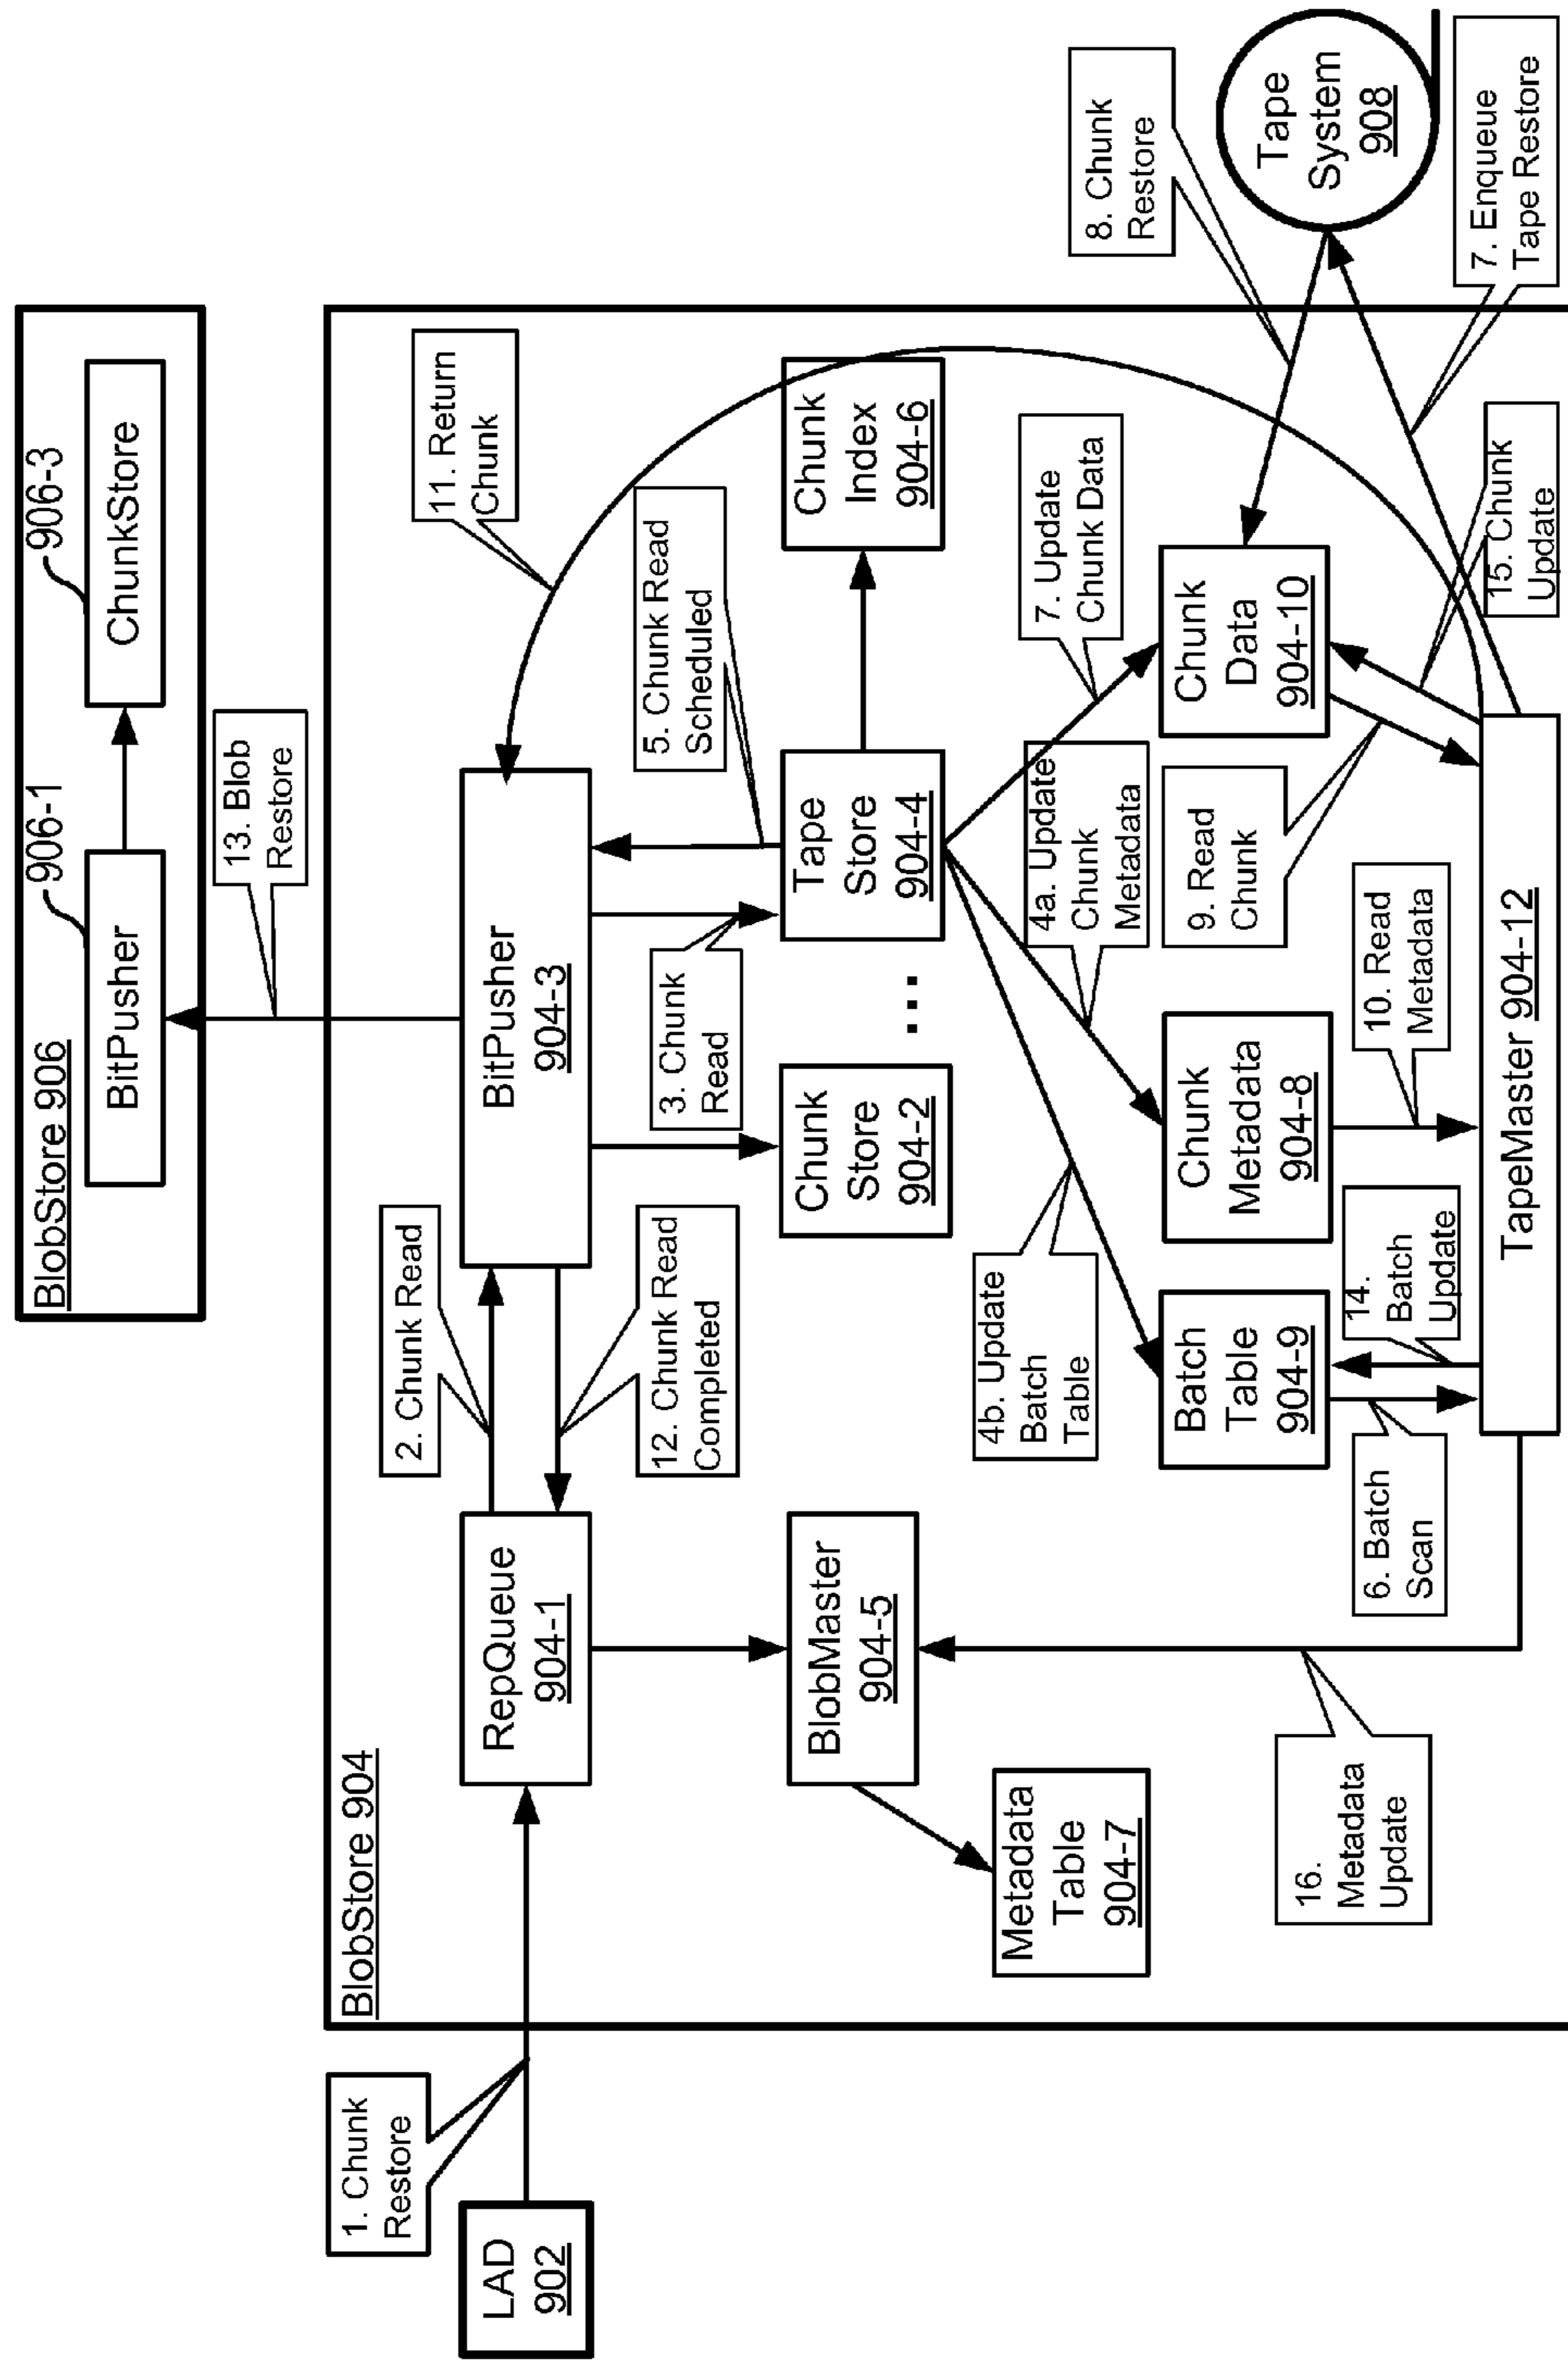 BlobStore 906
906-1
906-3
BitPusher
ChunkStore
13. Blob
Restore
BlobStore 904
1. Chunk
Restore
LAD
902
RepQueue
904-1
2. Chunk Read
12. Chunk Read
Completed
BitPusher
904-3
11. Return
Chunk
3. Chunk
Read
5. Chunk Read
Scheduled
BlobMaster
904-5
Chunk
Store
904-2
...
Tape
Store
904-4
Chunk
Index
904-6
Metadata
Table
904-7
4b. Update
Batch
Table
4a. Update
Chunk
Metadata
7. Update
Chunk Data
8. Chunk
Restore
Batch
Table
904-9
Chunk
Metadata
904-8
Chunk
Data
904-10
Tape
System
908
16.
Metadata
Update
6. Batch
Scan
14.
Batch
Update
10. Read
Metadata
9. Read
Chunk
15. Chunk
Update
7. Enqueue
Tape Restore
TapeMaster 904-12